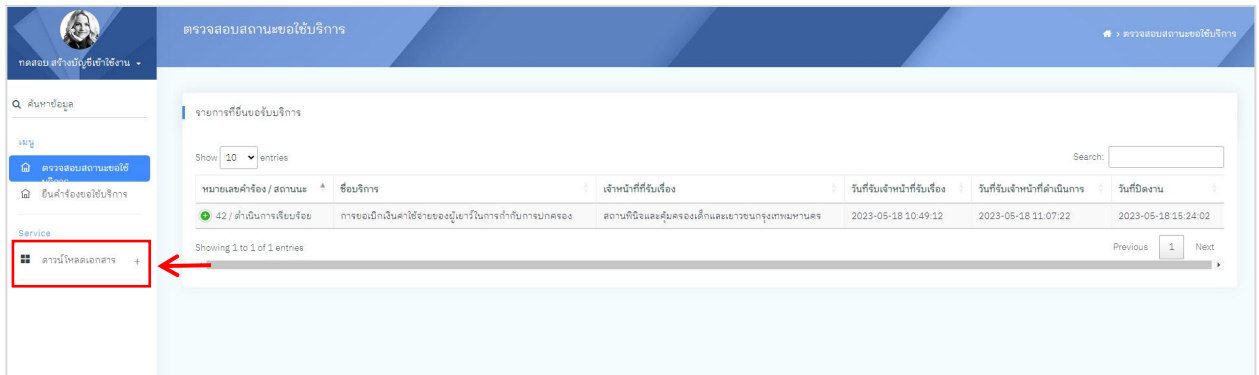 ตรวจสอบสถานะขอใช้บริการ
› ตรวจสอบสถานะขอใช้บริการ
ทดสอบ สร้างบัญชีเข้าใช้งาน
ค้นหาข้อมูล
เมนู
ตรวจสอบสถานะขอใช้
บริการ
ยื่นคำร้องขอใช้บริการ
Service
ดาวน์โหลดเอกสาร +
รายการที่ยื่นขอรับบริการ
Show 10 entries
Search:
หมายเลขคำร้อง / สถานนะ ชื่อบริการ เจ้าหน้าที่ที่รับเรื่อง วันที่รับเจ้าหน้าที่รับเรื่อง วันที่รับเจ้าหน้าที่ดำเนินการ วันที่ปิดงาน
42 / ดำเนินการเรียบร้อย การขอเบิกเงินค่าใช้จ่ายของผู้เยาว์ในการกำกับการปกครอง สถานพินิจและคุ้มครองเด็กและเยาวชนกรุงเทพมหานคร 2023-05-18 10:49:12 2023-05-18 11:07:22 2023-05-18 15:24:02
Showing 1 to 1 of 1 entries
Previous 1 Next